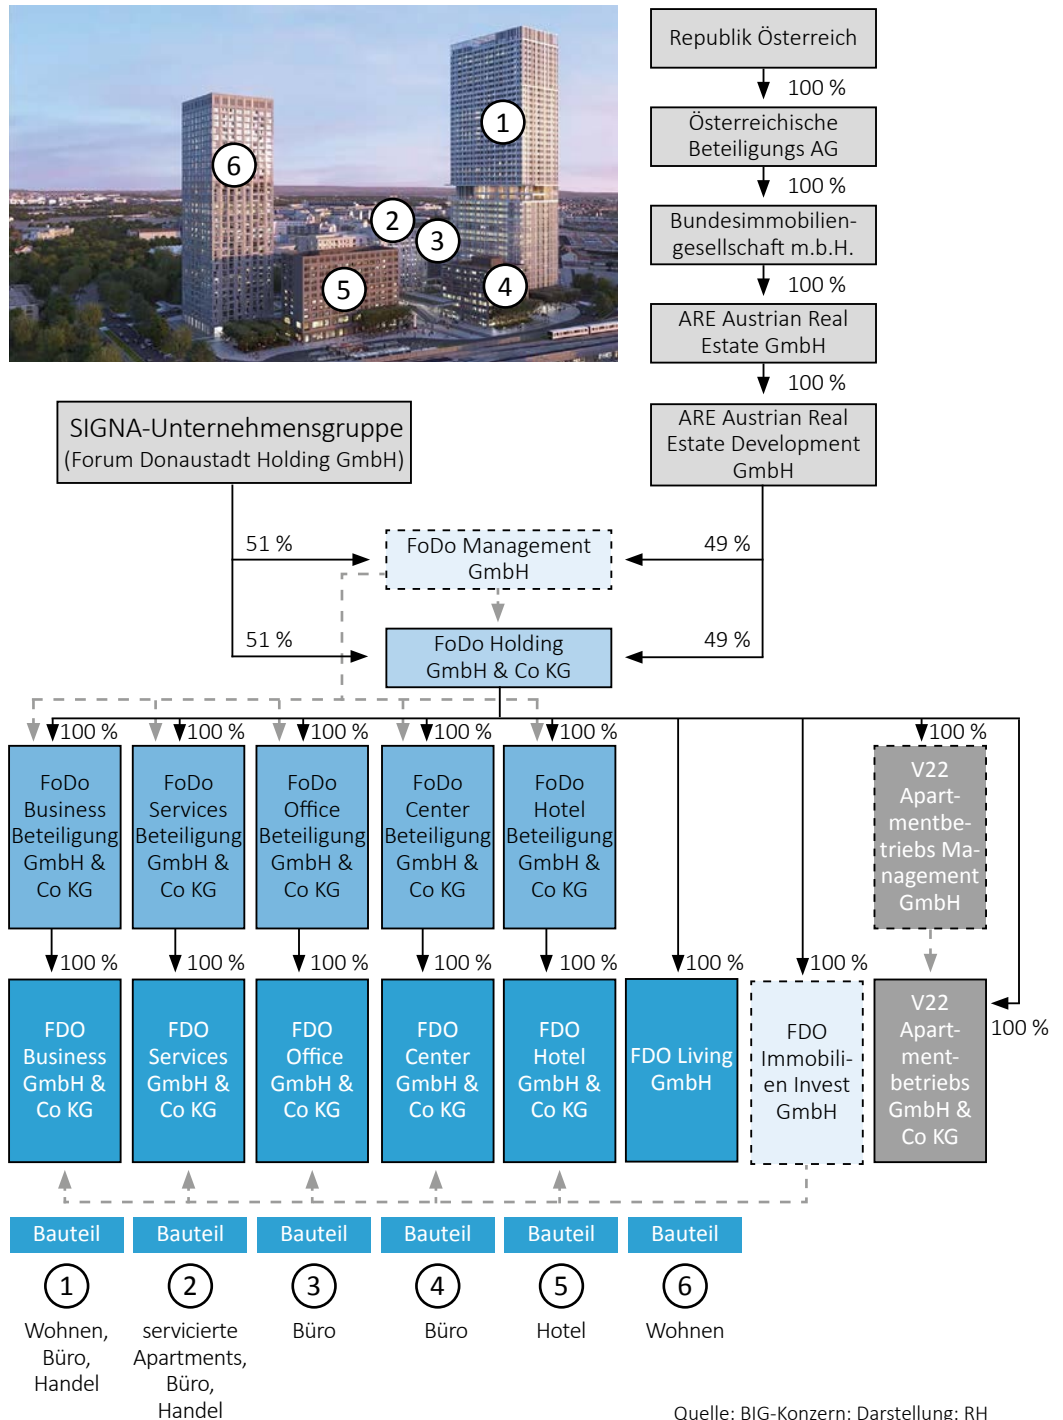 1
6
2
3
5
4
Republik Österreich
100 %
Österreichische
Beteiligungs AG
100 %
Bundesimmobilien-
gesellschaft m.b.H.
100 %
ARE Austrian Real
Estate GmbH
100 %
ARE Austrian Real
Estate Development
GmbH
SIGNA-Unternehmensgruppe
(Forum Donaustadt Holding GmbH)
51 %
FoDo Management
GmbH
49 %
51 %
FoDo Holding
GmbH & Co KG
49 %
100 % 100 % 100 % 100 % 100 % 100 %
FoDo
Business
Beteiligung
GmbH &
Co KG
FoDo
Services
Beteiligung
GmbH &
Co KG
FoDo
Office
Beteiligung
GmbH &
Co KG
FoDo
Center
Beteiligung
GmbH &
Co KG
FoDo
Hotel
Beteiligung
GmbH &
Co KG
V22
Apart-
mentbe-
triebs Ma-
nagement
GmbH
100 % 100 % 100 % 100 % 100 % 100 % 100 %
FDO
Business
GmbH &
Co KG
FDO
Services
GmbH &
Co KG
FDO
Office
GmbH &
Co KG
FDO
Center
GmbH &
Co KG
FDO
Hotel
GmbH &
Co KG
FDO Living
GmbH
FDO
Immobili-
en Invest
GmbH
V22
Apart-
ment-
betriebs
GmbH &
Co KG
100 %
Bauteil
1
Wohnen,
Büro,
Handel
Bauteil
2
servicierte
Apartments,
Büro,
Handel
Bauteil
3
Büro
Bauteil
4
Büro
Bauteil
5
Hotel
Bauteil
6
Wohnen
Quelle: BIG-Konzern; Darstellung: RH